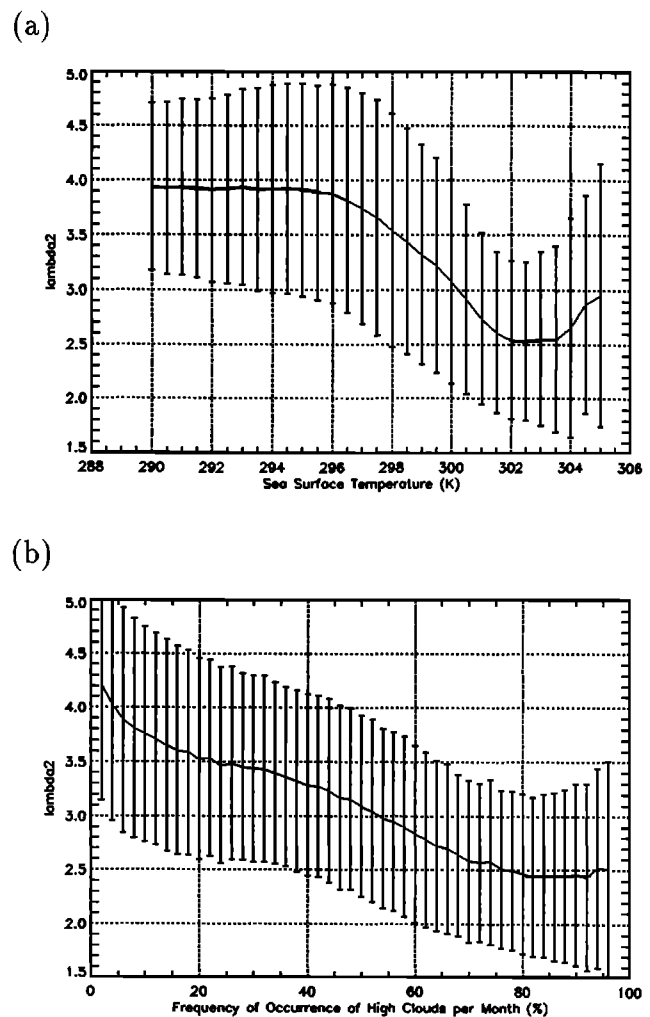 (a)
5.0
4.5
4.0
3.5
3.0
2.5
2.0
1.5
lambda2
288 290 292 294 296 298 300 302 304 306
Sea Surface Temperature (K)
(b)
5.0
4.5
4.0
3.5
3.0
2.5
2.0
1.5
lambda2
0 20 40 60 80 100
Frequency of Occurrence of High Clouds per Month (%)